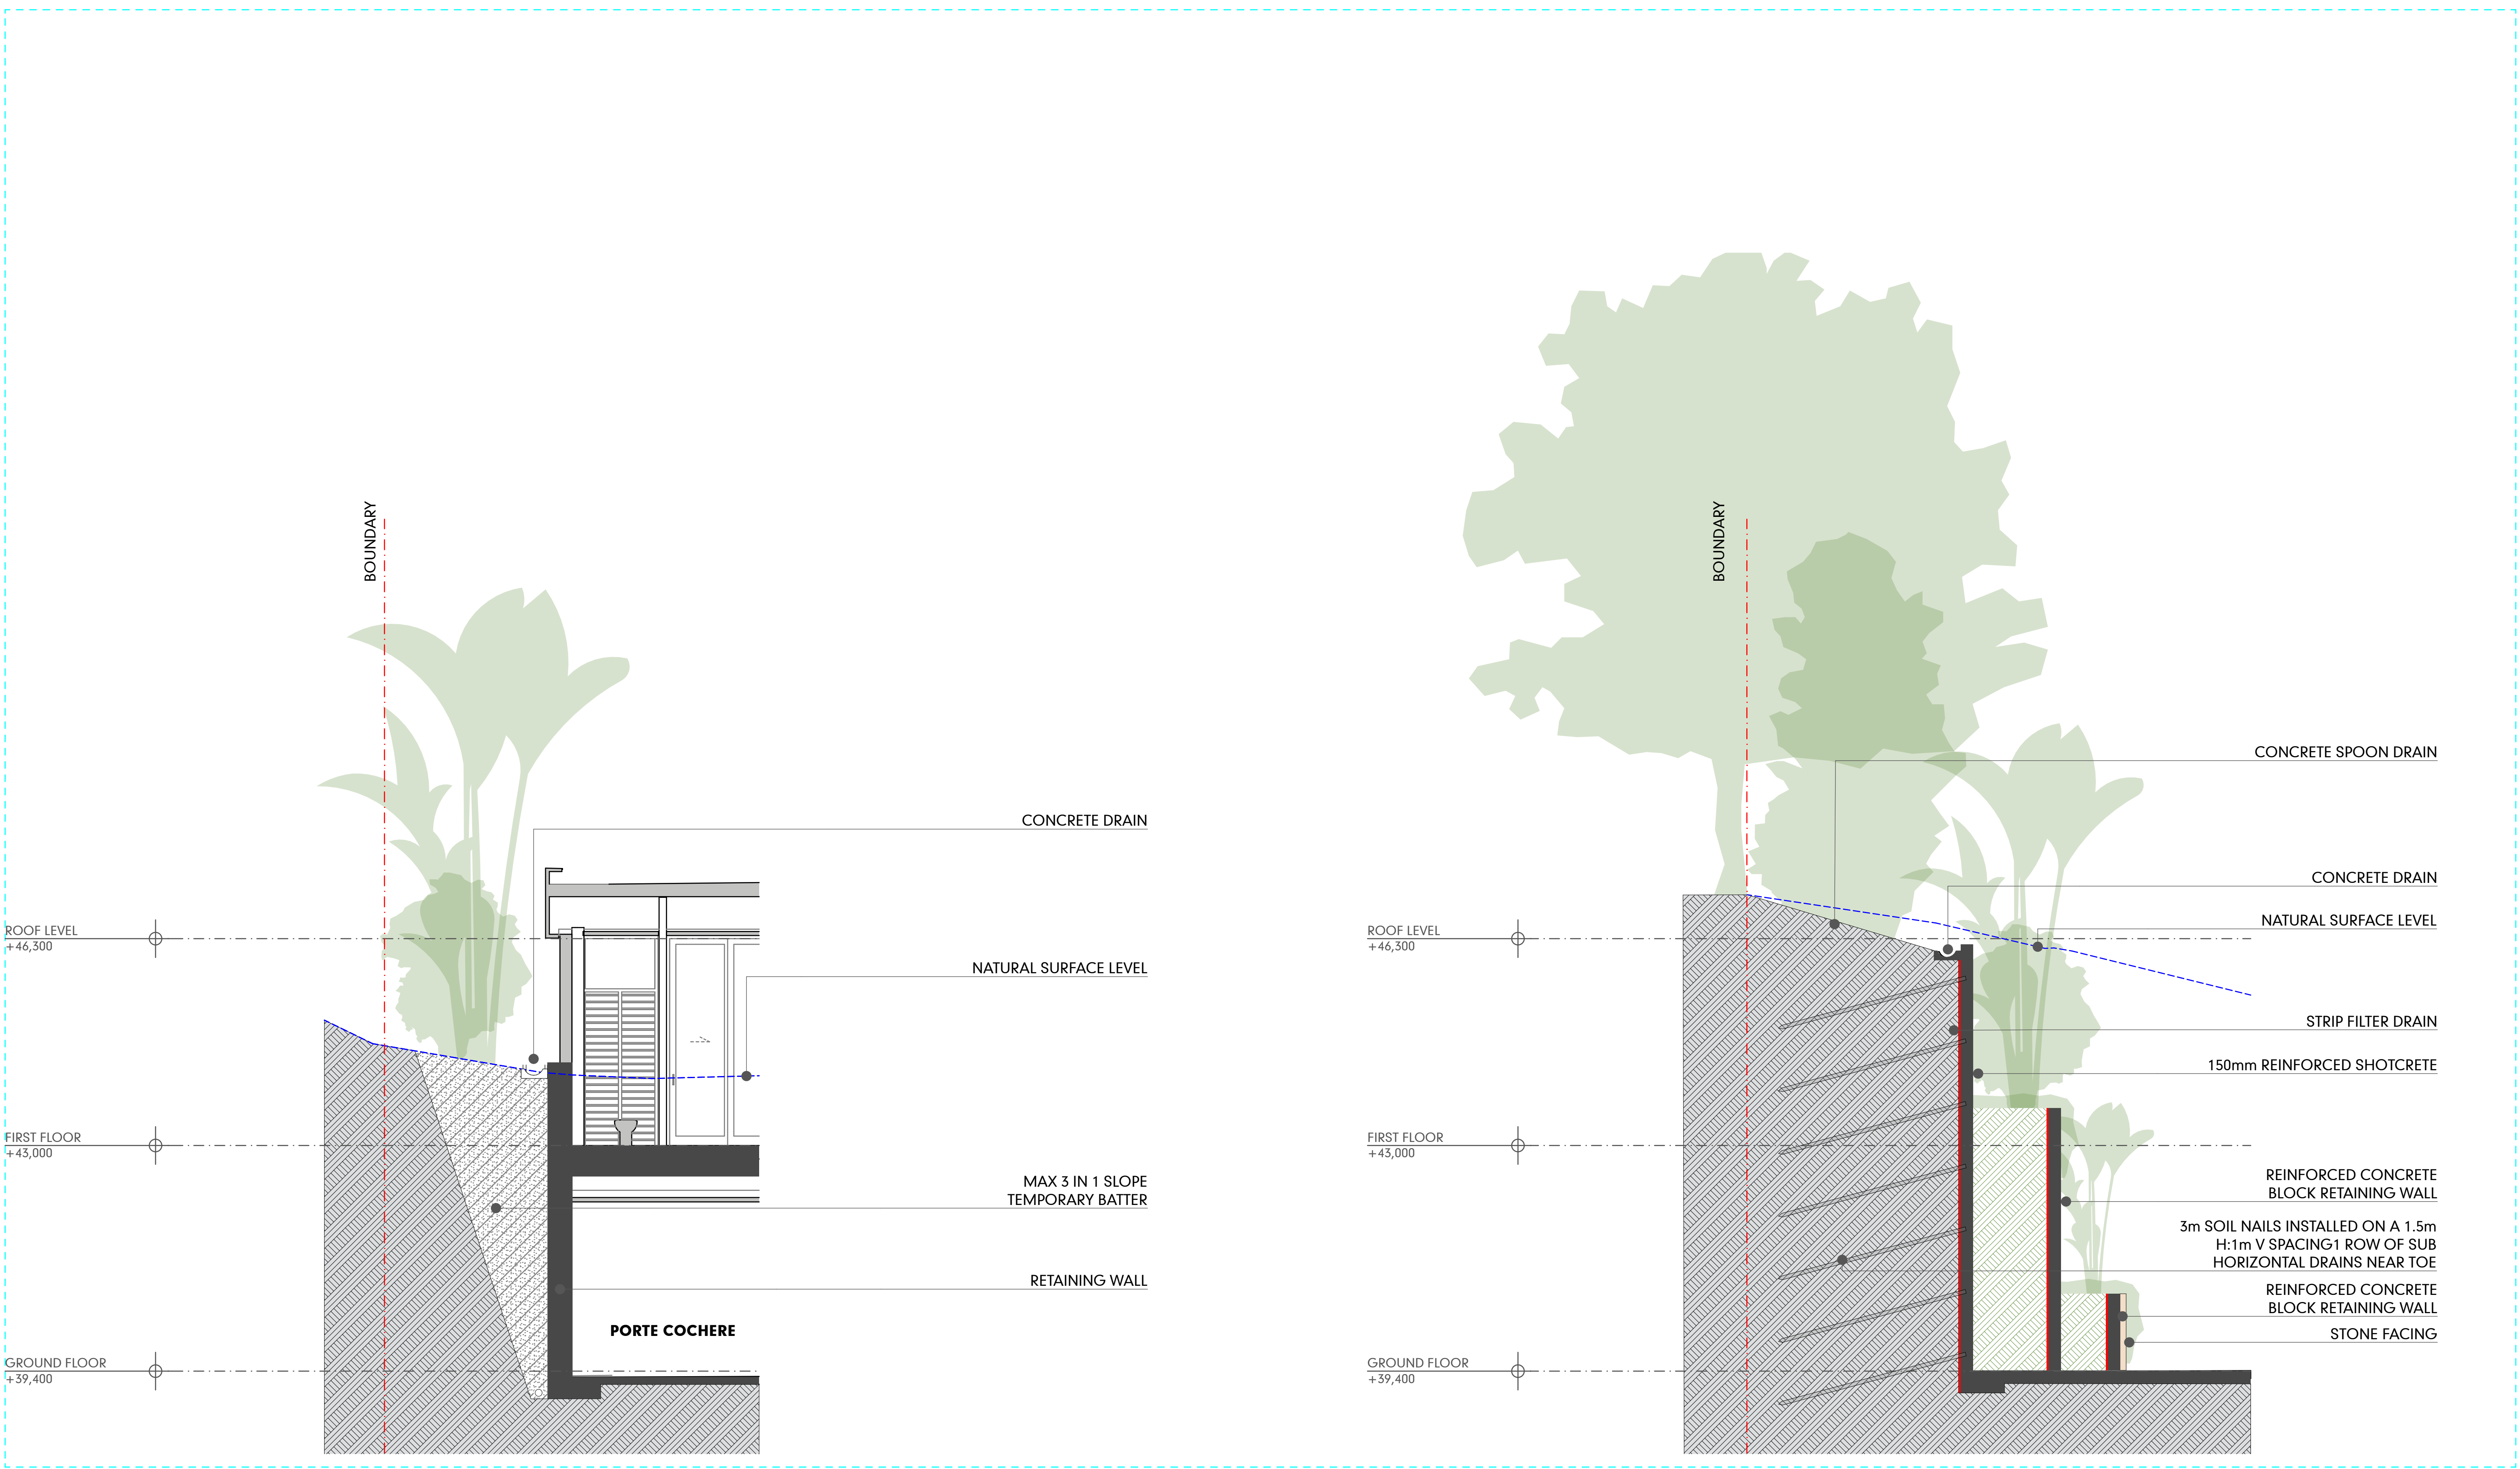 BOUNDARY
CONCRETE DRAIN
ROOF LEVEL
+46,300
NATURAL SURFACE LEVEL
FIRST FLOOR
+43,000
MAX 3 IN 1 SLOPE
TEMPORARY BATTER
RETAINING WALL
PORTE COCHERE
GROUND FLOOR
+39,400
BOUNDARY
CONCRETE SPOON DRAIN
CONCRETE DRAIN
NATURAL SURFACE LEVEL
ROOF LEVEL
+46,300
STRIP FILTER DRAIN
150mm REINFORCED SHOTCRETE
FIRST FLOOR
+43,000
REINFORCED CONCRETE
BLOCK RETAINING WALL
3m SOIL NAILS INSTALLED ON A 1.5m
H:1m V SPACING1 ROW OF SUB
HORIZONTAL DRAINS NEAR TOE
REINFORCED CONCRETE
BLOCK RETAINING WALL
STONE FACING
GROUND FLOOR
+39,400